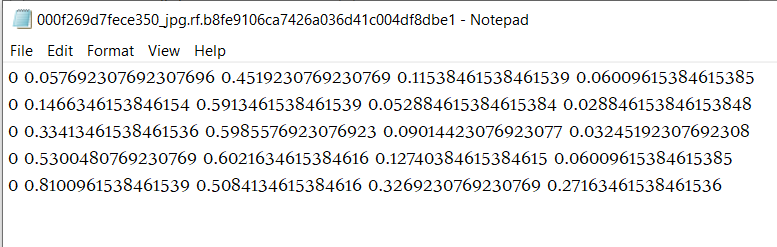 000f269d7fece350_jpg.rf.b8fe9106ca7426a036d41c004df8dbe1 - Notepad
File Edit Format View Help
0 0.057692307692307696 0.4519230769230769 0.11538461538461539 0.06009615384615385
0 0.1466346153846154 0.5913461538461539 0.052884615384615384 0.028846153846153848
0 0.33413461538461536 0.5985576923076923 0.09014423076923077 0.03245192307692308
0 0.5300480769230769 0.6021634615384616 0.12740384615384615 0.06009615384615385
0 0.8100961538461539 0.5084134615384616 0.3269230769230769 0.27163461538461536